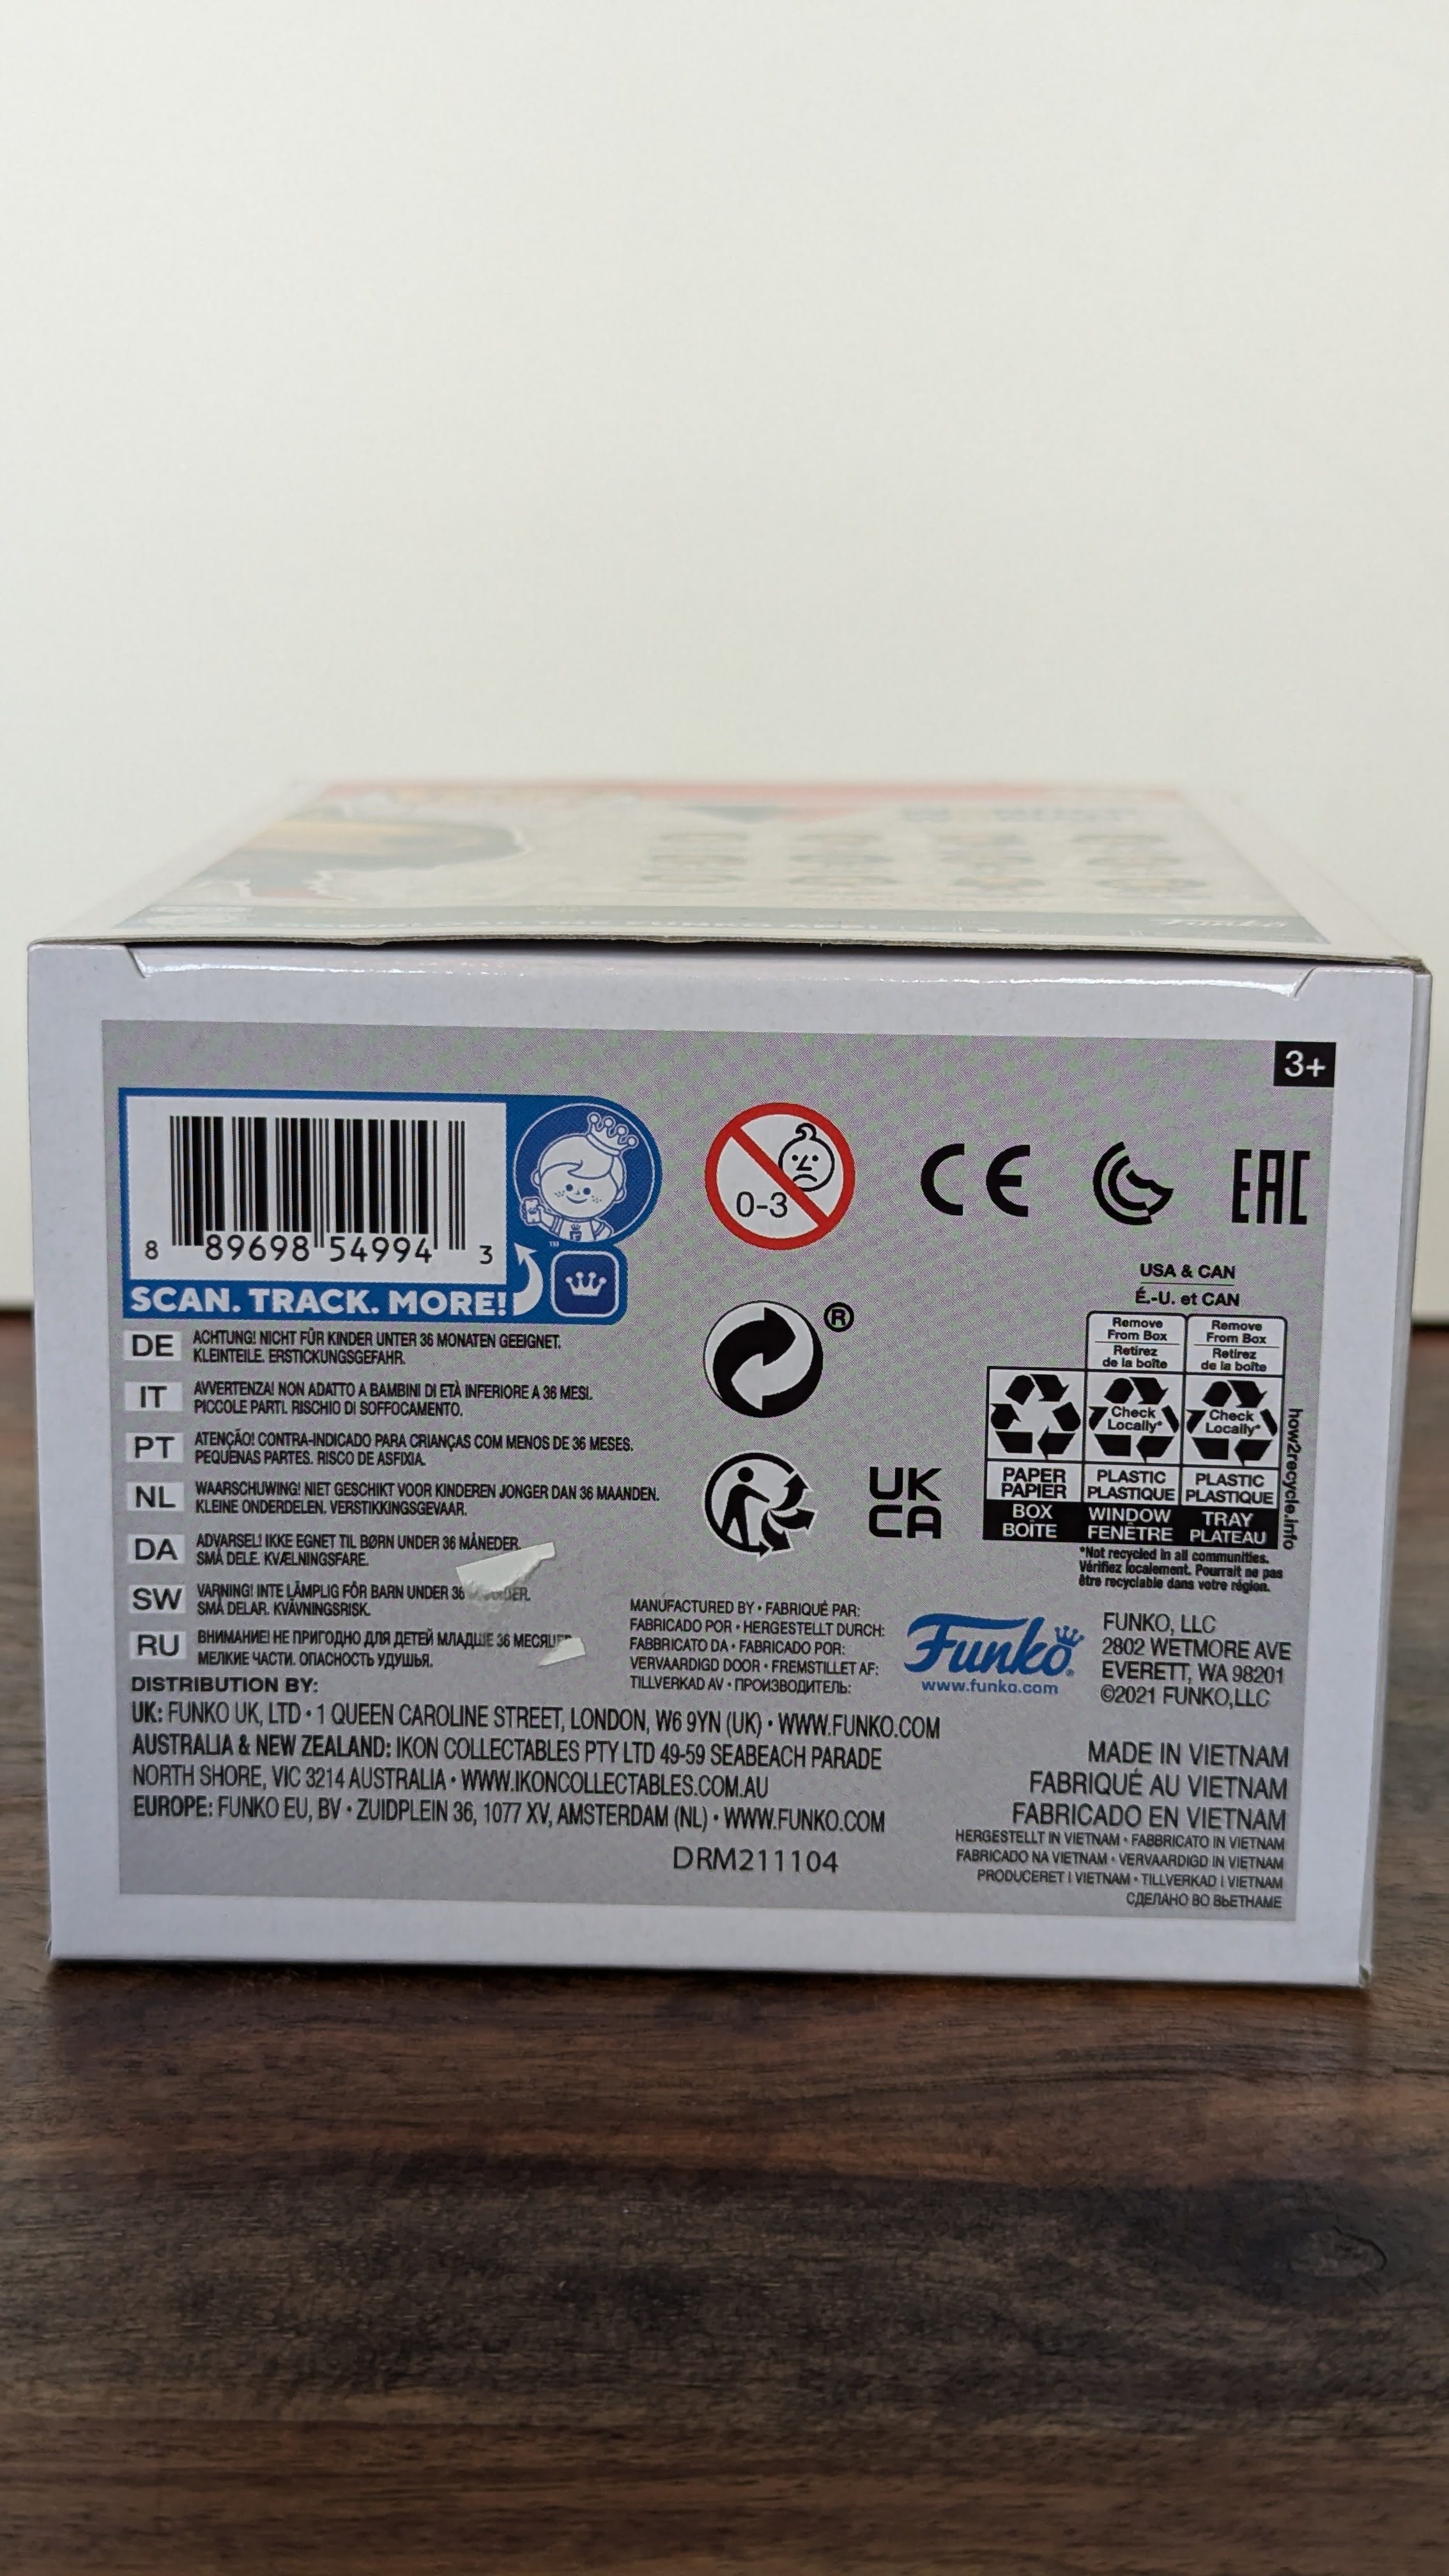 3+
8 89698 54994 3
™
SCAN. TRACK. MORE!
DE ACHTUNG! NICHT FÜR KINDER UNTER 36 MONATEN GEEIGNET.
KLEINTEILE. ERSTICKUNGSGEFAHR.
IT AVVERTENZA! NON ADATTO A BAMBINI DI ETÀ INFERIORE A 36 MESI.
PICCOLE PARTI. RISCHIO DI SOFFOCAMENTO.
PT ATENÇÃO! CONTRA-INDICADO PARA CRIANÇAS COM MENOS DE 36 MESES.
PEQUENAS PARTES. RISCO DE ASFIXIA.
NL WAARSCHUWING! NIET GESCHIKT VOOR KINDEREN JONGER DAN 36 MAANDEN.
KLEINE ONDERDELEN. VERSTIKKINGSGEVAAR.
DA ADVARSEL! IKKE EGNET TIL BØRN UNDER 36 MÅNEDER.
SMÅ DELE. KVÆLNINGSFARE.
SW VARNING! INTE LÄMPLIG FÖR BARN UNDER 36
SMÅ DELAR. KVÄVNINGSRISK.
RU ВНИМАНИЕ! НЕ ПРИГОДНО ДЛЯ ДЕТЕЙ МЛАДШЕ 36
МЕЛКИЕ ЧАСТИ. ОПАСНОСТЬ УДУШЬЯ.
0-3
CE
EAC
®
UK
CA
USA & CAN
É.-U. et CAN
Remove
From Box
Retirez
de la boîte
Remove
From Box
Retirez
de la boîte
Check
Locally*
Check
Locally*
PAPER
PAPIER
PLASTIC
PLASTIQUE
PLASTIC
PLASTIQUE
BOX
BOÎTE
WINDOW
FENÊTRE
TRAY
PLATEAU
how2recycle.info
*Not recycled in all communities.
Vérifiez localement. Pourrait ne pas
être recyclable dans votre région.
MANUFACTURED BY • FABRIQUÉ PAR:
FABRICADO POR • HERGESTELLT DURCH:
FABBRICATO DA • FABRICADO POR:
VERVAARDIGD DOOR • FREMSTILLET AF:
TILLVERKAD AV • ПРОИЗВОДИТЕЛЬ:
Funko®
www.funko.com
FUNKO, LLC
2802 WETMORE AVE
EVERETT, WA 98201
©2021 FUNKO,LLC
DISTRIBUTION BY:
UK: FUNKO UK, LTD • 1 QUEEN CAROLINE STREET, LONDON, W6 9YN (UK) • WWW.FUNKO.COM
AUSTRALIA & NEW ZEALAND: IKON COLLECTABLES PTY LTD 49-59 SEABEACH PARADE
NORTH SHORE, VIC 3214 AUSTRALIA • WWW.IKONCOLLECTABLES.COM.AU
EUROPE: FUNKO EU, BV • ZUIDPLEIN 36, 1077 XV, AMSTERDAM (NL) • WWW.FUNKO.COM
DRM211104
MADE IN VIETNAM
FABRIQUÉ AU VIETNAM
FABRICADO EN VIETNAM
HERGESTELLT IN VIETNAM • FABBRICATO IN VIETNAM
FABRICADO NA VIETNAM • VERVAARDIGD IN VIETNAM
PRODUCERET I VIETNAM • TILLVERKAD I VIETNAM
СДЕЛАНО ВО ВЬЕТНАМЕ